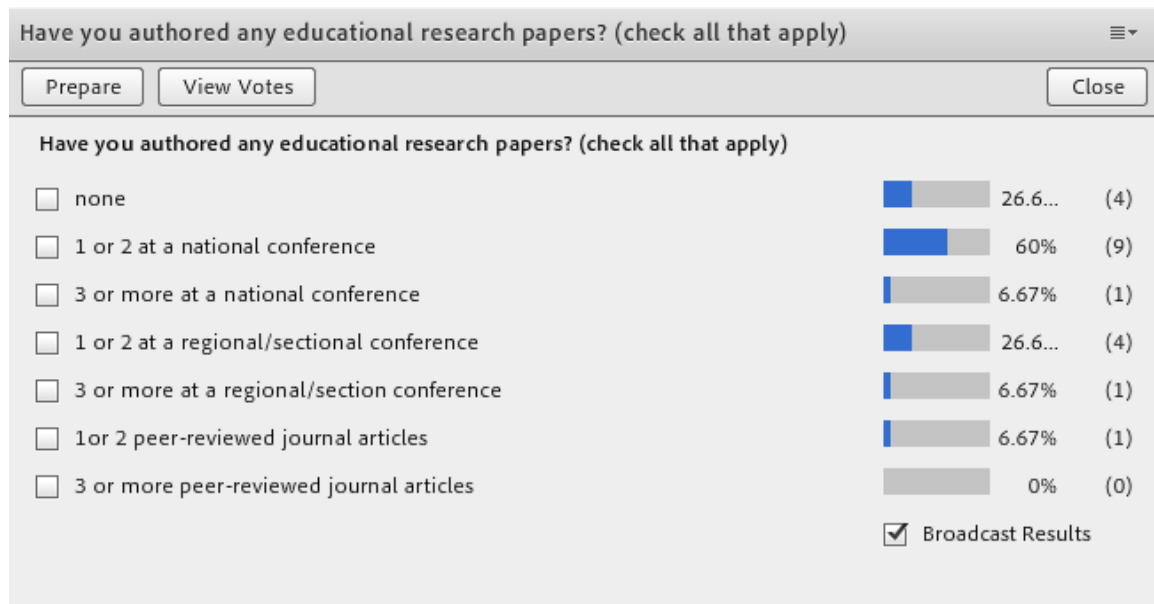 Have you authored any educational research papers? (check all that apply)
Prepare View Votes Close
Have you authored any educational research papers? (check all that apply)
none 26.6... (4)
1 or 2 at a national conference 60% (9)
3 or more at a national conference 6.67% (1)
1 or 2 at a regional/sectional conference 26.6... (4)
3 or more at a regional/section conference 6.67% (1)
1or 2 peer-reviewed journal articles 6.67% (1)
3 or more peer-reviewed journal articles 0% (0)
Broadcast Results